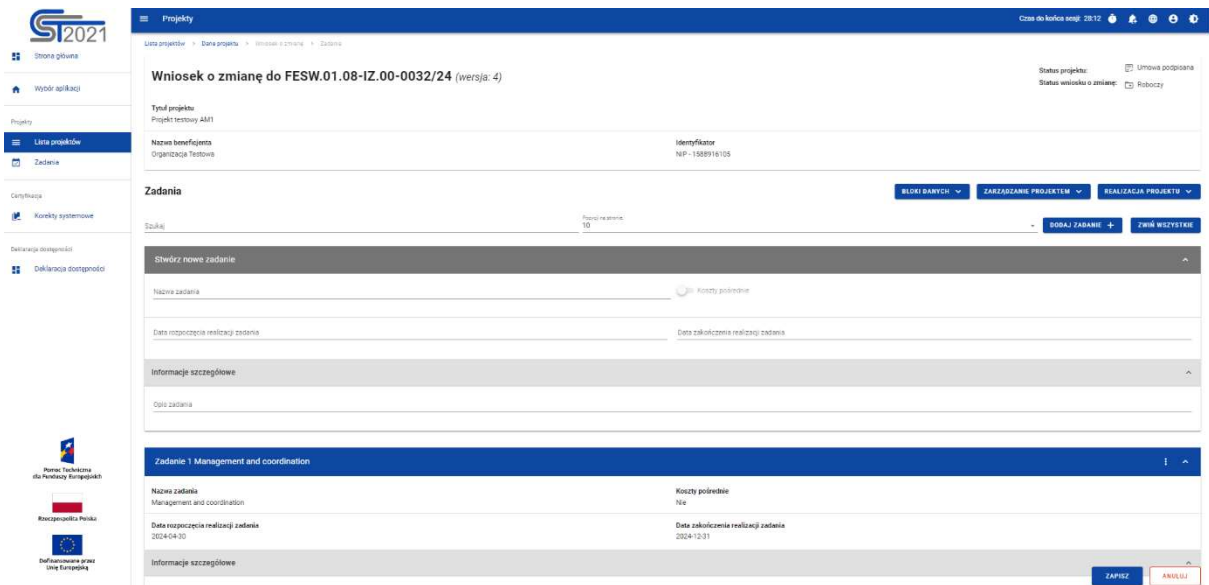 CST2021
Projekty
Czas do końca sesji: 28:12
Lista projektów > Dane projektu > Wniosek o zmianę > Zadania
Strona główna
Wybór aplikacji
Projekty
Lista projektów
Zadania
Certyfikacja
Korekty systemowe
Deklaracja dostępności
Deklaracja dostępności
Pomoc Techniczna
dla Funduszy Europejskich
Rzeczpospolita Polska
Dofinansowane przez
Unię Europejską
Wniosek o zmianę do FESW.01.08-IZ.00-0032/24 (wersja: 4)
Status projektu: Umowa podpisana
Status wniosku o zmianę: Roboczy
Tytuł projektu
Projekt testowy AM1
Nazwa beneficjenta Identyfikator
Organizacja Testowa NIP - 1588916105
Zadania
BLOKI DANYCH ZARZĄDZANIE PROJEKTEM REALIZACJA PROJEKTU
Szukaj
Pozycji na stronie:
10
DODAJ ZADANIE + ZWIŃ WSZYSTKIE
Stwórz nowe zadanie
Nazwa zadania Koszty pośrednie
Data rozpoczęcia realizacji zadania Data zakończenia realizacji zadania
Informacje szczegółowe
Opis zadania
Zadanie 1 Management and coordination
Nazwa zadania Koszty pośrednie
Management and coordination Nie
Data rozpoczęcia realizacji zadania Data zakończenia realizacji zadania
2024-04-30 2024-12-31
Informacje szczegółowe
ZAPISZ ANULUJ